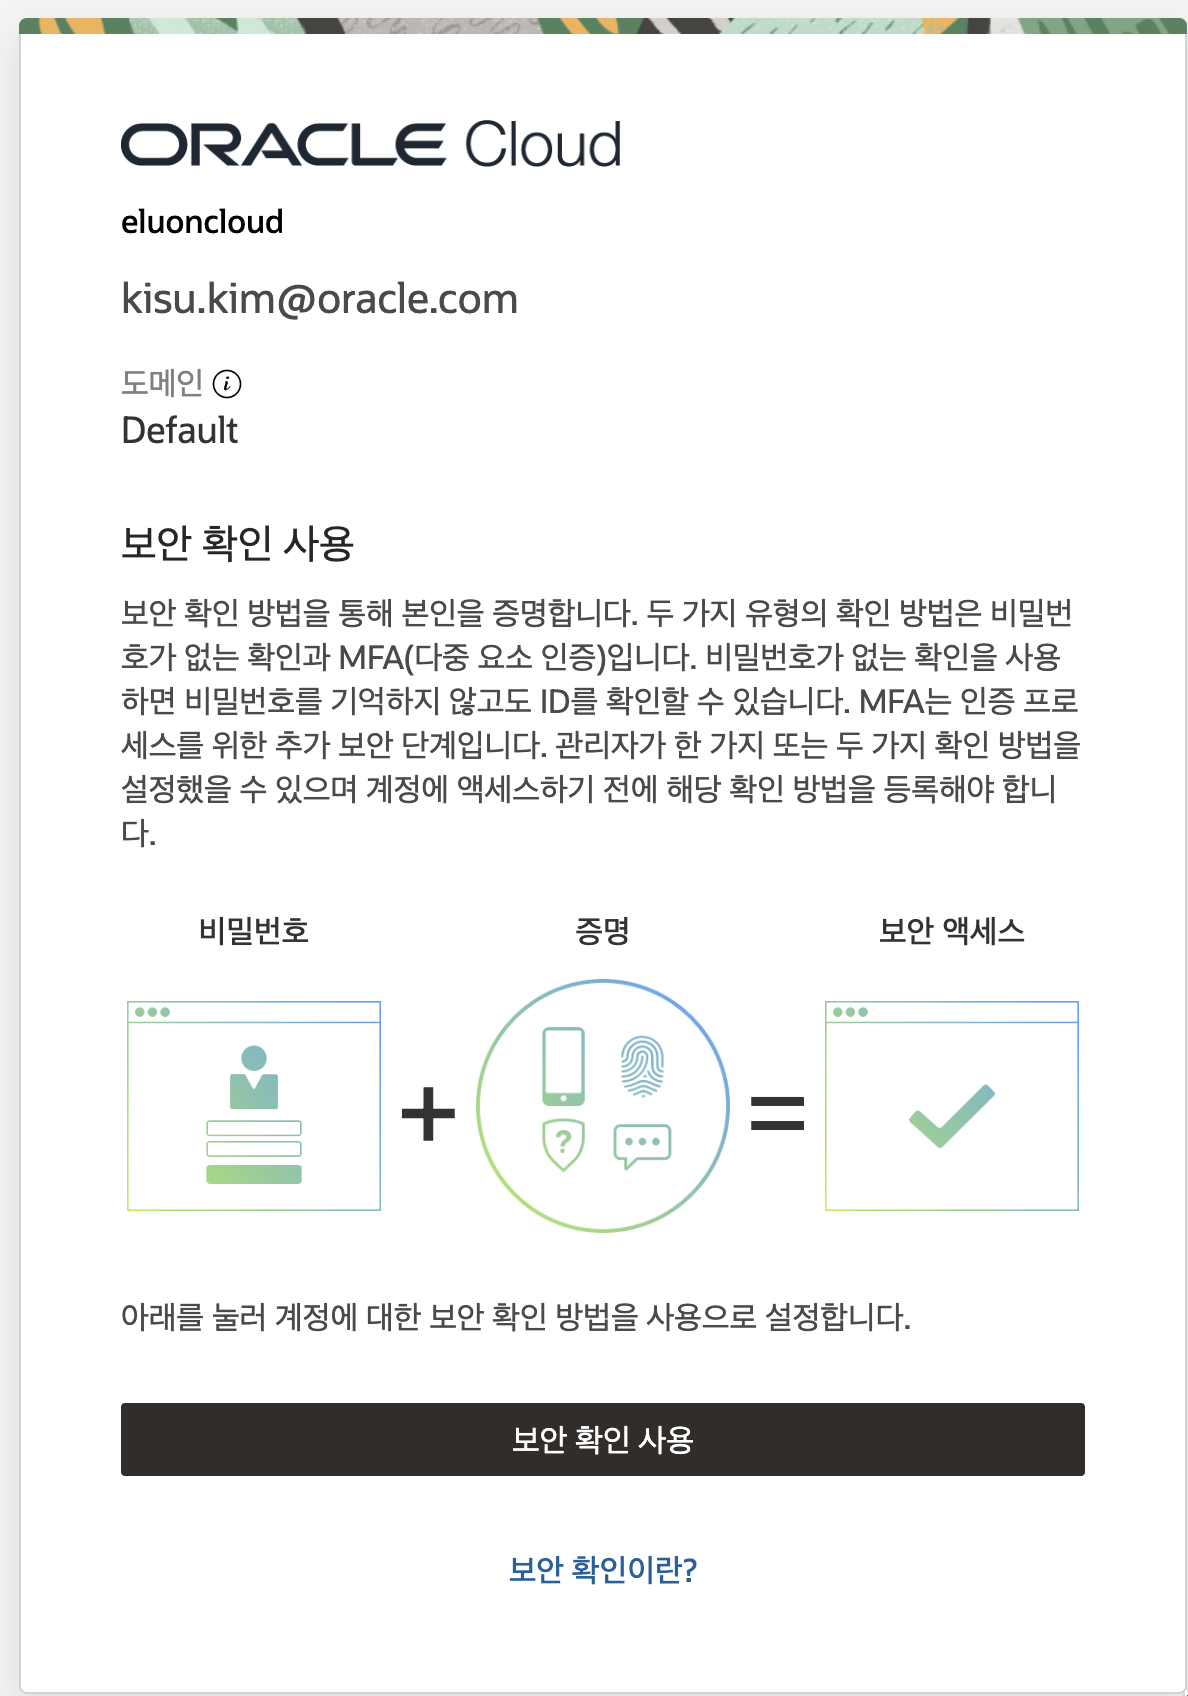 ORACLE Cloud
eluoncloud
kisu.kim@oracle.com
도메인 i
Default
보안 확인 사용
보안 확인 방법을 통해 본인을 증명합니다. 두 가지 유형의 확인 방법은 비밀번
호가 없는 확인과 MFA(다중 요소 인증)입니다. 비밀번호가 없는 확인을 사용
하면 비밀번호를 기억하지 않고도 ID를 확인할 수 있습니다. MFA는 인증 프로
세스를 위한 추가 보안 단계입니다. 관리자가 한 가지 또는 두 가지 확인 방법을
설정했을 수 있으며 계정에 액세스하기 전에 해당 확인 방법을 등록해야 합니
다.
비밀번호 증명 보안 액세스
+ ? =
아래를 눌러 계정에 대한 보안 확인 방법을 사용으로 설정합니다.
보안 확인 사용
보안 확인이란?